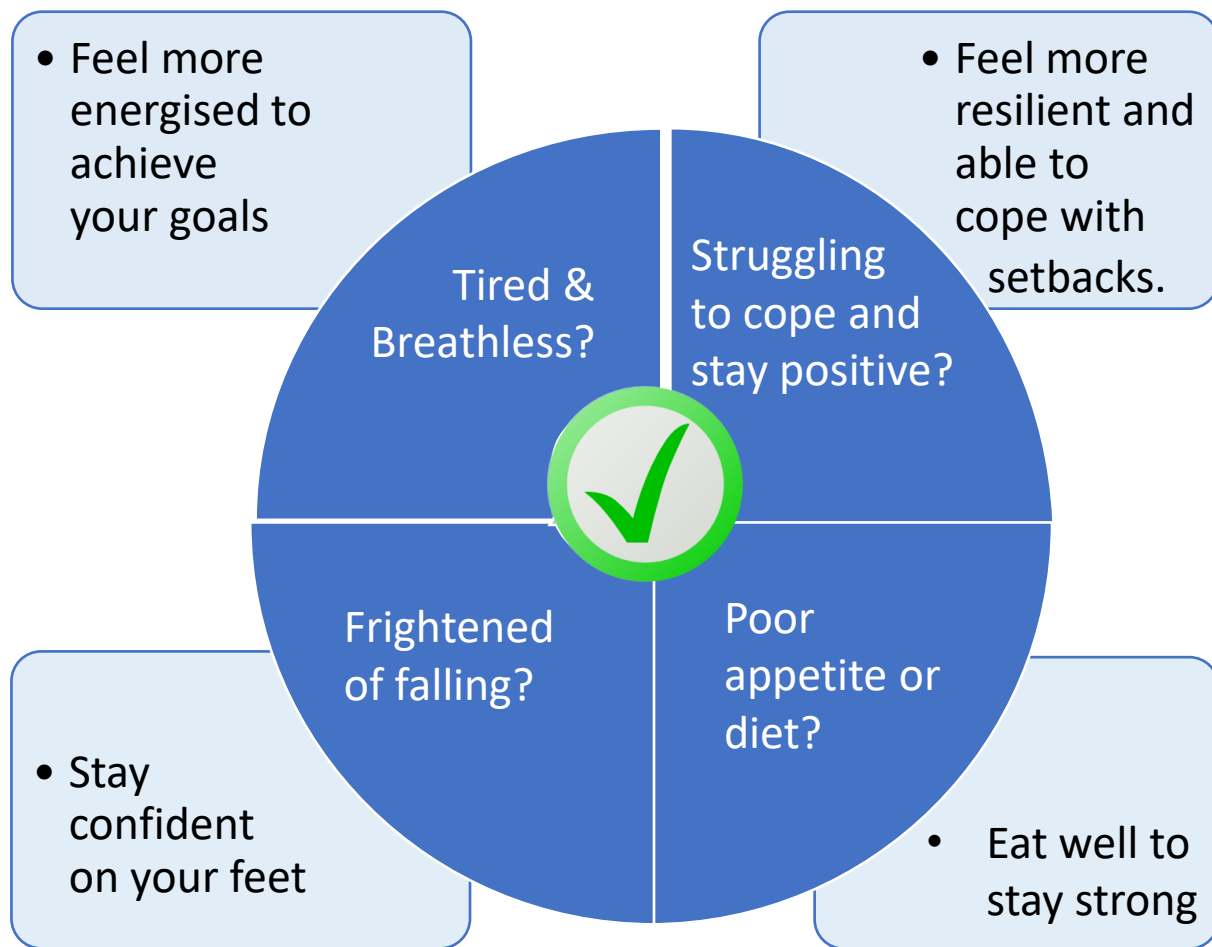 • Feel more
energised to
achieve
your goals
• Feel more
resilient and
able to
cope with
setbacks.
Tired &
Breathless?
Struggling
to cope and
stay positive?
Frightened
of falling?
Poor
appetite or
diet?
• Stay
confident
on your feet
• Eat well to
stay strong